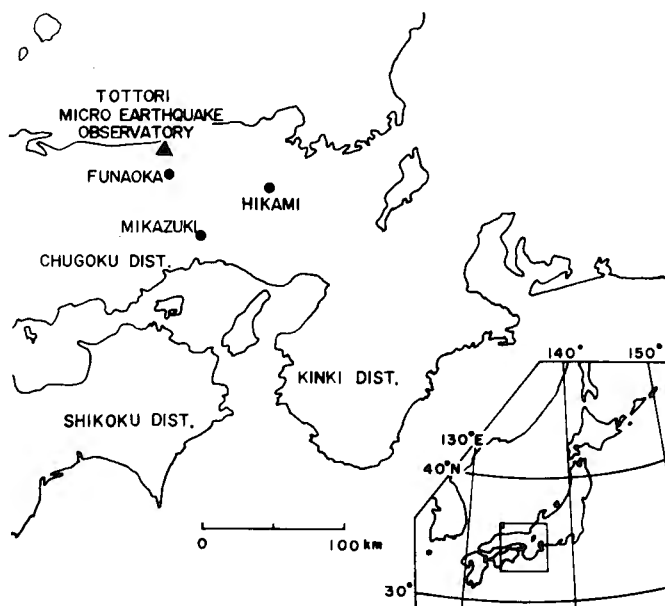 TOTTORI
MICRO EARTHQUAKE
OBSERVATORY
FUNAOKA
HIKAMI
MIKAZUKI
CHUGOKU DIST.
KINKI DIST.
SHIKOKU DIST.
0 100 km
140° 150°
130°E
40°N
30°